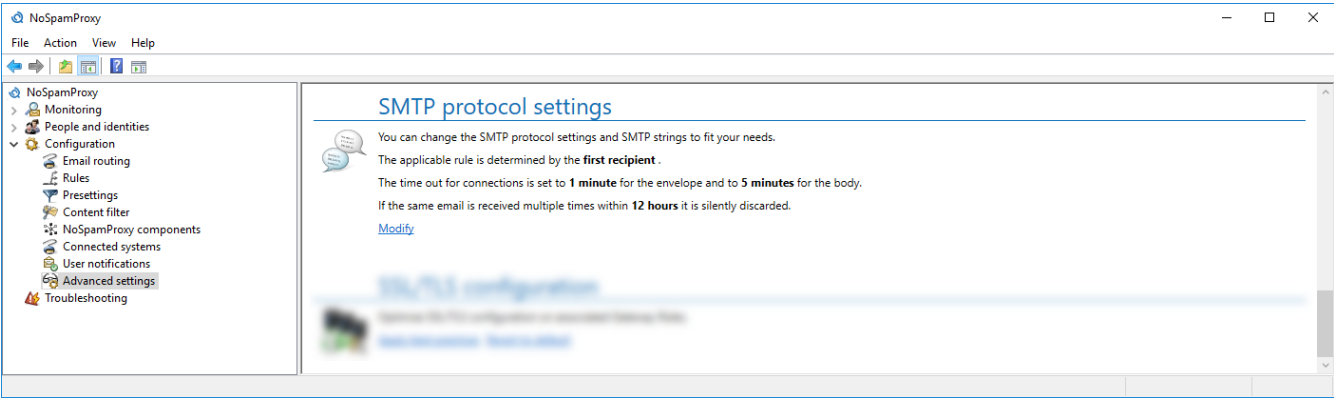 NoSpamProxy
File Action View Help
NoSpamProxy
Monitoring
People and identities
Configuration
Email routing
Rules
Presettings
Content filter
NoSpamProxy components
Connected systems
User notifications
Advanced settings
Troubleshooting
SMTP protocol settings
You can change the SMTP protocol settings and SMTP strings to fit your needs.
The applicable rule is determined by the first recipient .
The time out for connections is set to 1 minute for the envelope and to 5 minutes for the body.
If the same email is received multiple times within 12 hours it is silently discarded.
Modify
SSL/TLS configuration